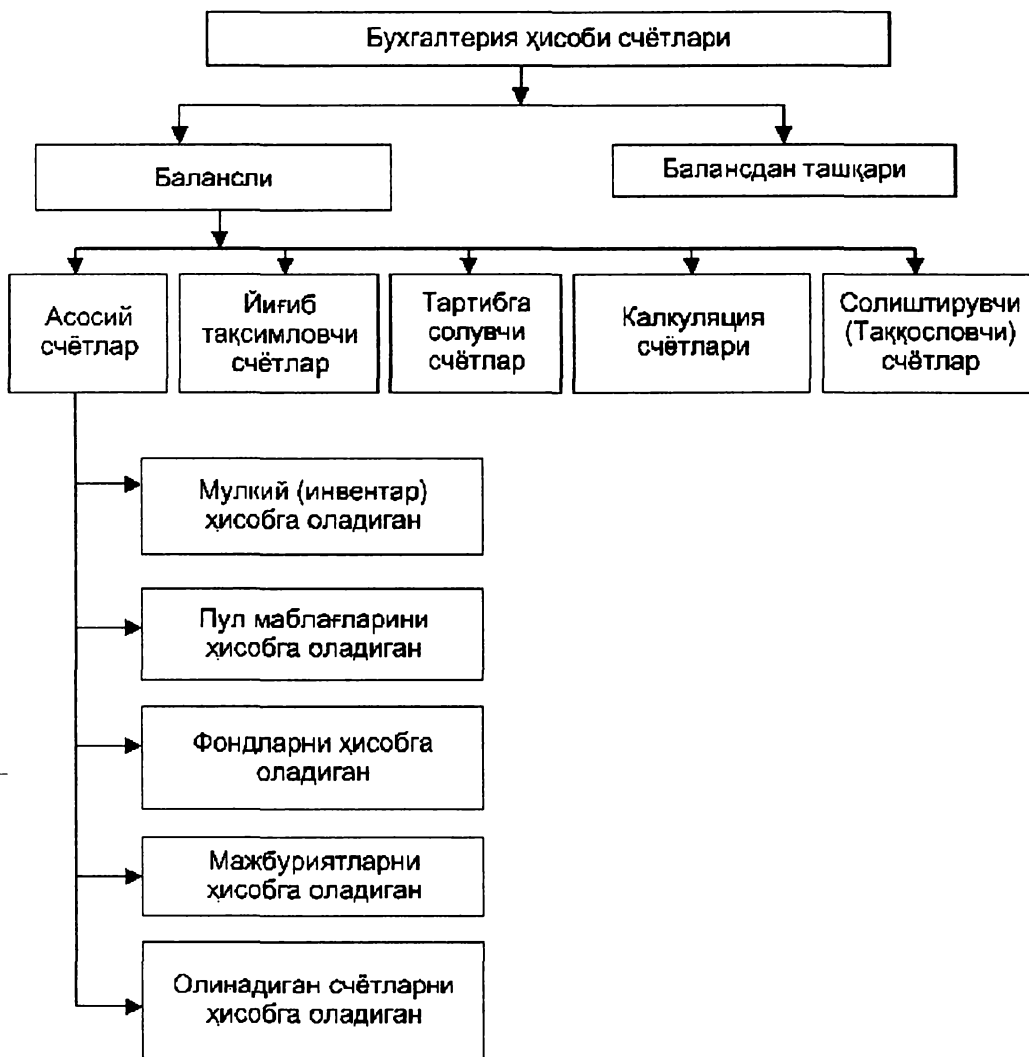 Бухгалтерия ҳисоби счётлари
Балансли
Балансдан ташқари
Асосий
счётлар
Йиғиб
тақсимловчи
счётлар
Тартибга
солувчи
счётлар
Калкуляция
счётлари
Солиштирувчи
(Таққословчи)
счётлар
Мулкий (инвентар)
ҳисобга оладиган
Пул маблағларини
ҳисобга оладиган
Фондларни ҳисобга
оладиган
Мажбуриятларни
ҳисобга оладиган
Олинадиган счётларни
ҳисобга оладиган